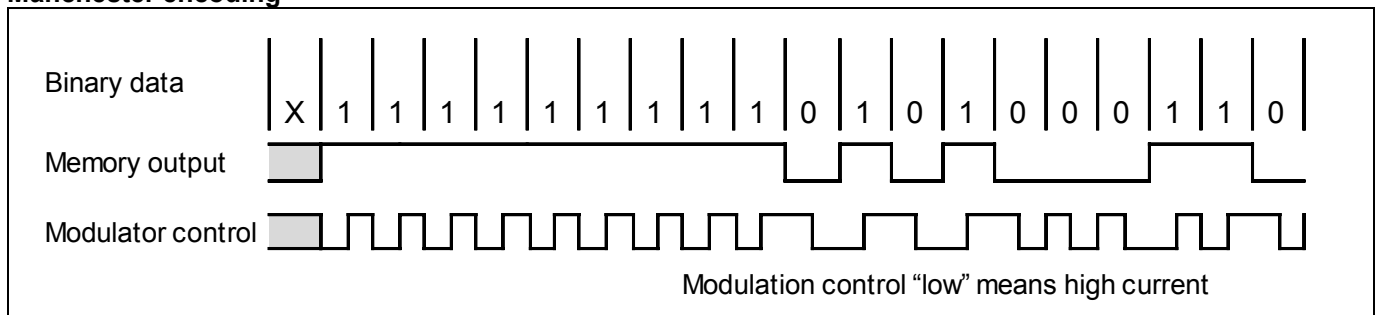 Manchester encoding
Binary data
X 1 1 1 1 1 1 1 1 1 0 1 0 1 0 0 0 1 1 0
Memory output
Modulator control
Modulation control “low” means high current